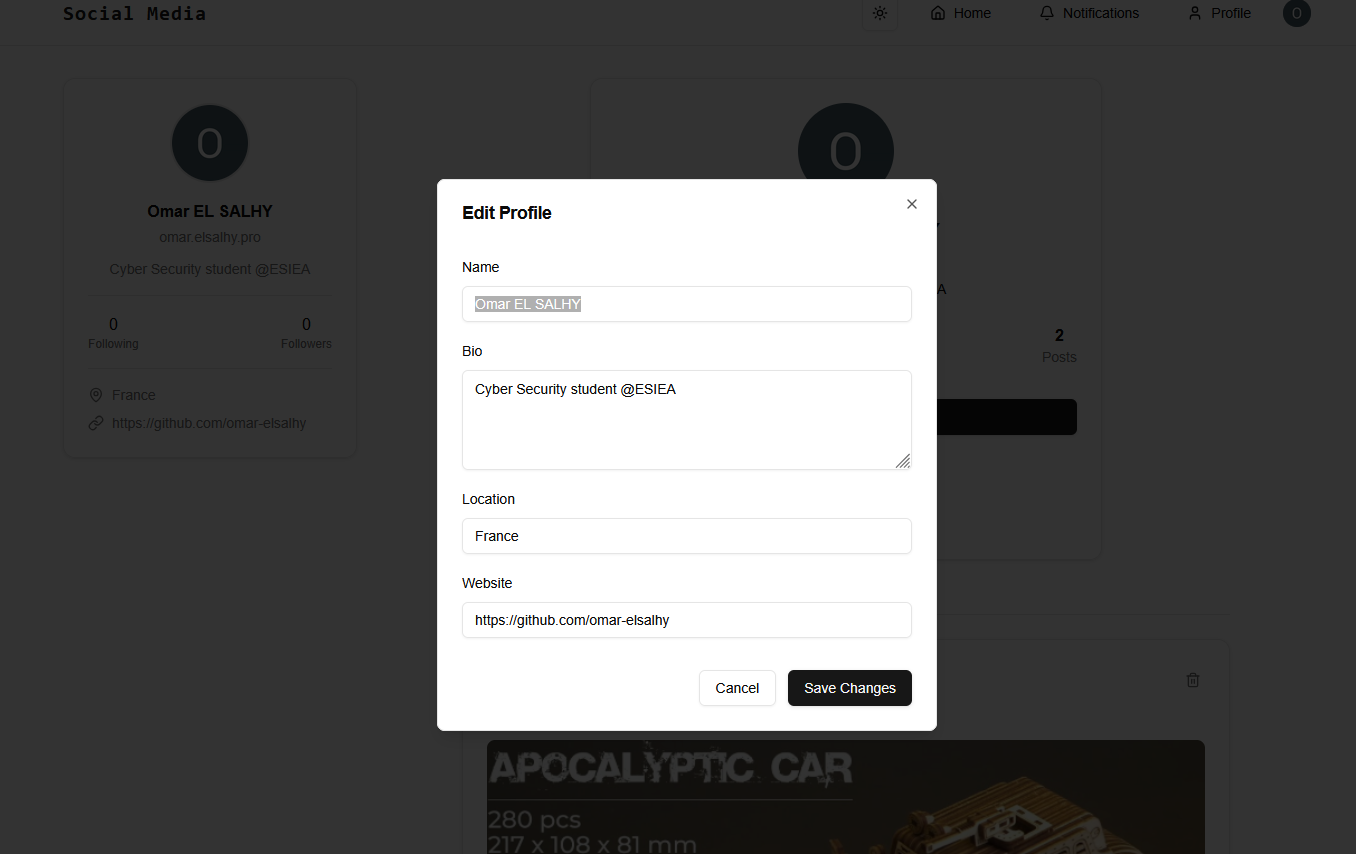 Social Media
Home
Notifications
Profile
O
O
Omar EL SALHY
omar.elsalhy.pro
Cyber Security student @ESIEA
0
Following
0
Followers
France
https://github.com/omar-elsalhy
O
2
Posts
Edit Profile
Name
Omar EL SALHY
Bio
Cyber Security student @ESIEA
Location
France
Website
https://github.com/omar-elsalhy
Cancel
Save Changes
APOCALYPTIC CAR
280 pcs
217 x 108 x 81 mm